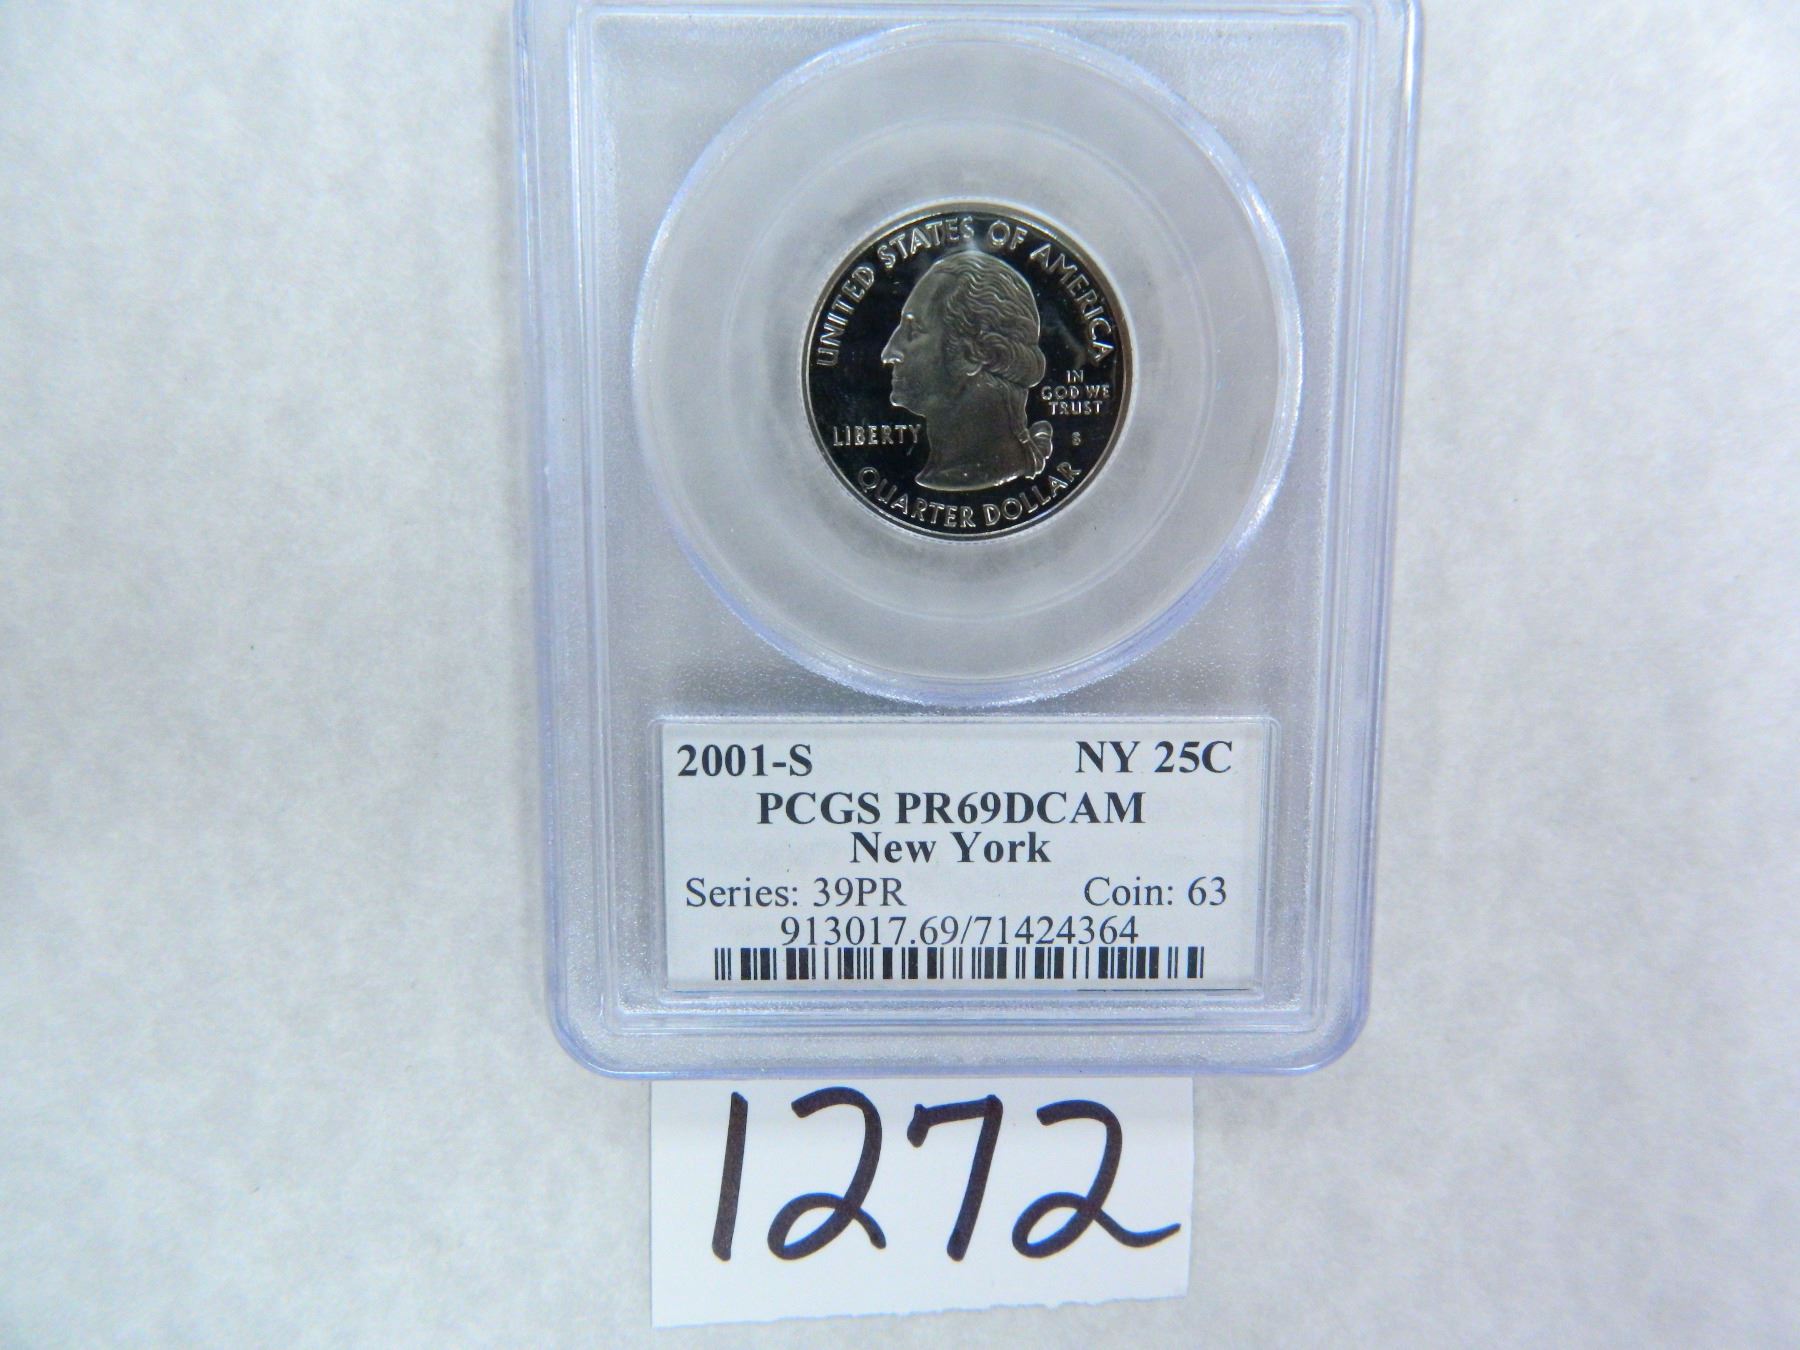 UNITED STATES OF AMERICA
IN
GOD WE
TRUST
LIBERTY
S
QUARTER DOLLAR
2001-S NY 25C
PCGS PR69DCAM
New York
Series: 39PR Coin: 63
913017.69/71424364
1272